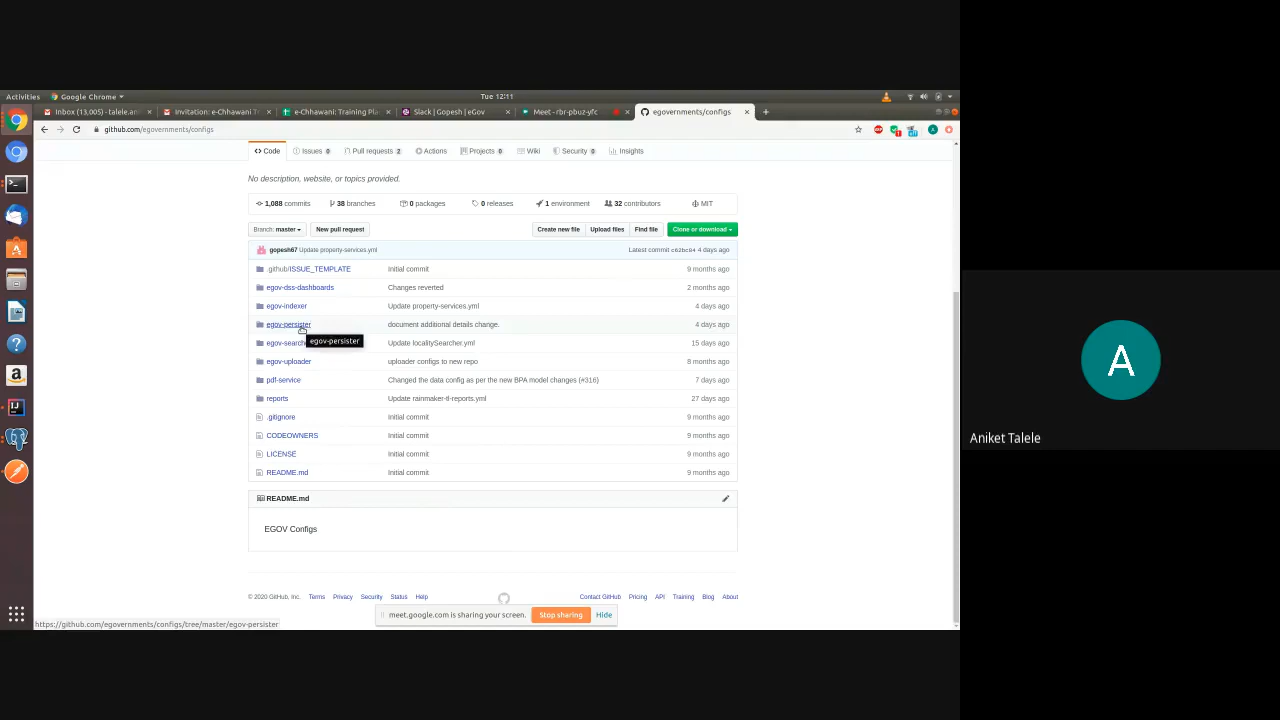 Activities Google Chrome Tue 12:11
Inbox (13,005) - talele.an Invitation: e-Chhawani T e-Chhawani: Training Pla Slack | Gopesh | eGov Meet - rbr-pbuz-yfc egovernments/configs
github.com/egovernments/configs
Code Issues 0 Pull requests 2 Actions Projects 0 Wiki Security 0 Insights
No description, website, or topics provided.
1,088 commits 38 branches 0 packages 0 releases 1 environment 32 contributors MIT
Branch: master New pull request Create new file Upload files Find file Clone or download
gopesh67 Update property-services.yml Latest commit c62bc84 4 days ago
.github/ISSUE_TEMPLATE Initial commit 9 months ago
egov-dss-dashboards Changes reverted 2 months ago
egov-indexer Update property-services.yml 4 days ago
egov-persister document additional details change. 4 days ago
egov-persister
egov-searche Update localitySearcher.yml 15 days ago
egov-uploader uploader configs to new repo 8 months ago
pdf-service Changed the data config as per the new BPA model changes (#316) 7 days ago
reports Update rainmaker-tl-reports.yml 27 days ago
.gitignore Initial commit 9 months ago
CODEOWNERS Initial commit 9 months ago
LICENSE Initial commit 9 months ago
README.md Initial commit 9 months ago
README.md
EGOV Configs
© 2020 GitHub, Inc. Terms Privacy Security Status Help Contact GitHub Pricing API Training Blog About
meet.google.com is sharing your screen. Stop sharing Hide
https://github.com/egovernments/configs/tree/master/egov-persister
A
Aniket Talele